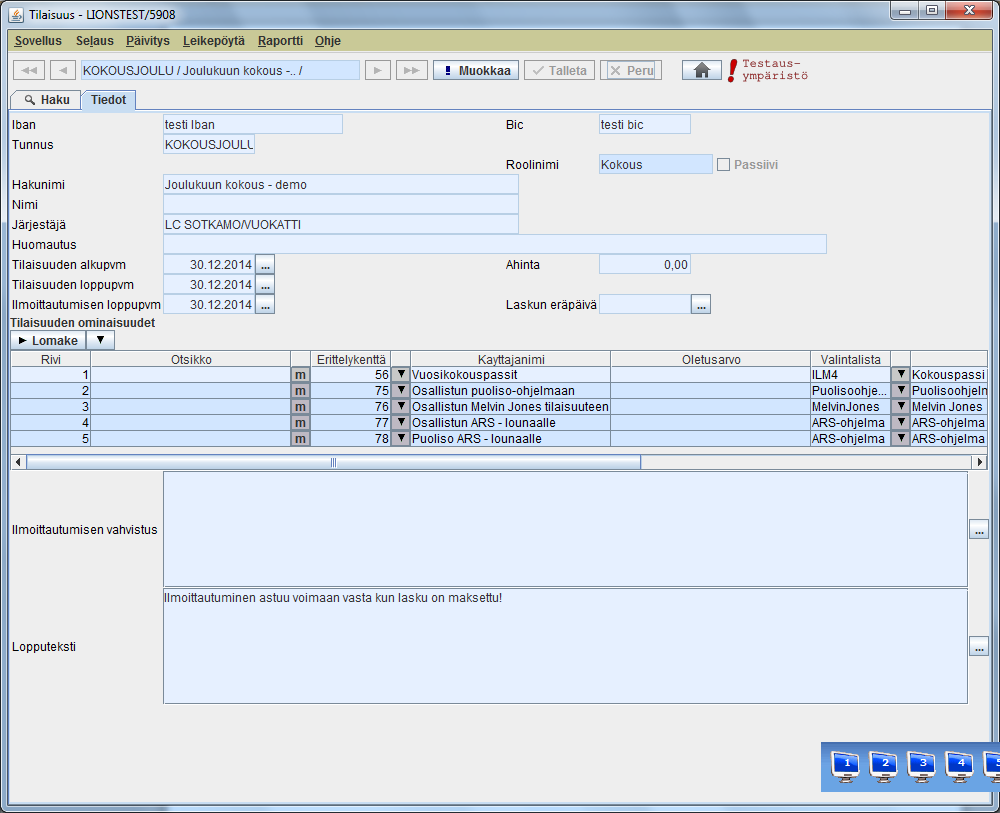 Tilaisuus - LIONSTEST/5908
Sovellus Selaus Päivitys Leikepöytä Raportti Ohje
KOKOUSJOULU / Joulukuun kokous -.. / ! Muokkaa Talleta Peru Testaus-
ympäristö
Haku Tiedot
Iban testi Iban Bic testi bic
Tunnus KOKOUSJOULU
Roolinimi Kokous Passiivi
Hakunimi Joulukuun kokous - demo
Nimi
Järjestäjä LC SOTKAMO/VUOKATTI
Huomautus
Tilaisuuden alkupvm 30.12.2014 ... Ahinta 0,00
Tilaisuuden loppupvm 30.12.2014 ...
Ilmoittautumisen loppupvm 30.12.2014 ... Laskun eräpäivä ...
Tilaisuuden ominaisuudet
Lomake
Rivi Otsikko Erittelykenttä Kayttajanimi Oletusarvo Valintalista
1 m 56 Vuosikokouspassit ILM4 Kokouspassi
2 m 75 Osallistun puoliso-ohjelmaan Puolisoohje... Puolisoohjeln
3 m 76 Osallistun Melvin Jones tilaisuuteen MelvinJones Melvin Jones
4 m 77 Osallistun ARS - lounaalle ARS-ohjelma ARS-ohjelma
5 m 78 Puoliso ARS - lounaalle ARS-ohjelma ARS-ohjelma
Ilmoittautumisen vahvistus ...
Ilmoittautuminen astuu voimaan vasta kun lasku on maksettu!
Lopputeksti ...
1 2 3 4 5